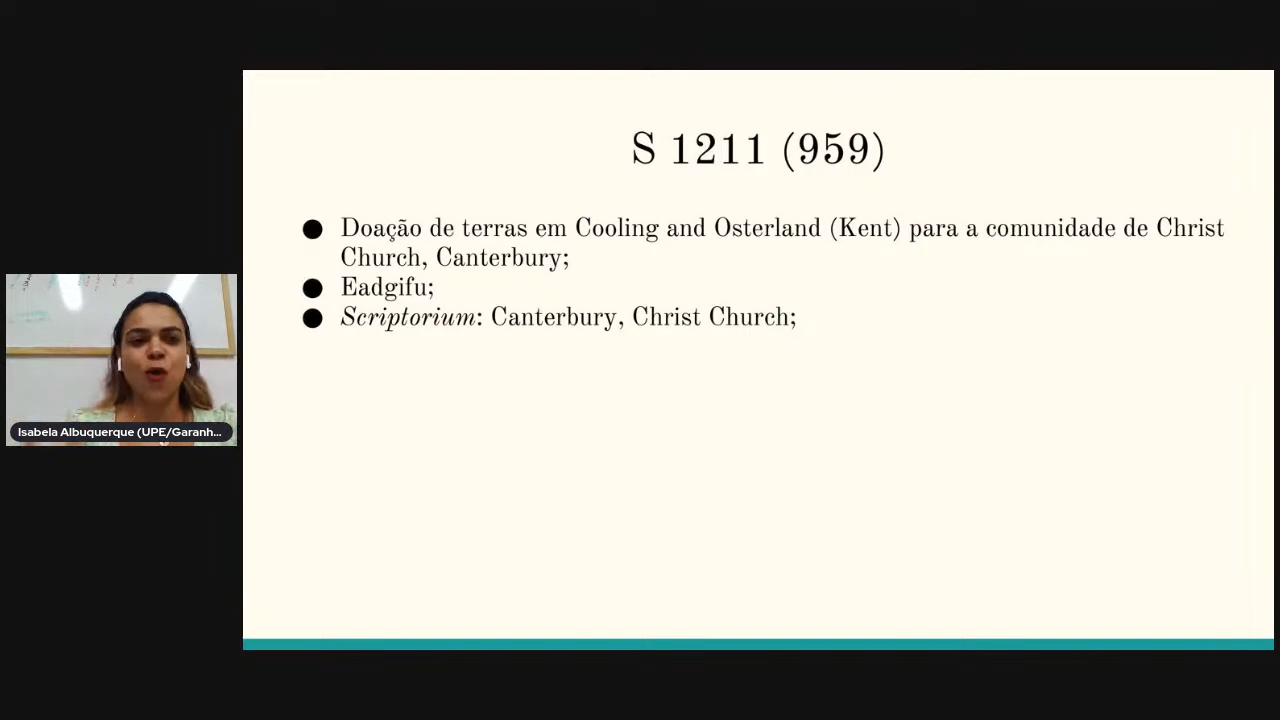 S 1211 (959)
● Doação de terras em Cooling and Osterland (Kent) para a comunidade de Christ
Church, Canterbury;
● Eadgifu;
● Scriptorium: Canterbury, Christ Church;
Isabela Albuquerque (UPE/Garanh...